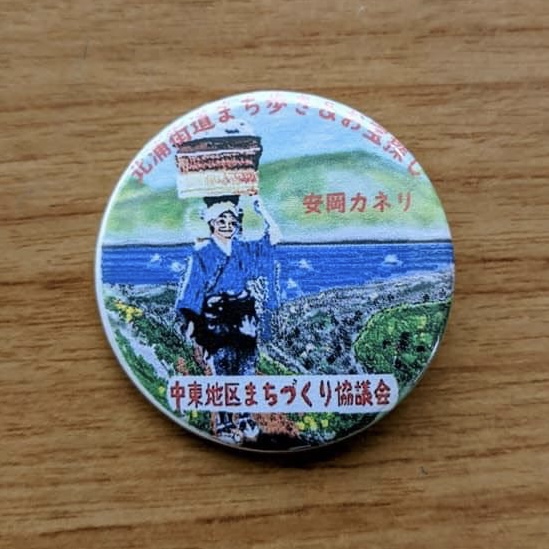 北浦街道まち歩き&お宝探し
安岡カネリ
中東地区まちづくり協議会